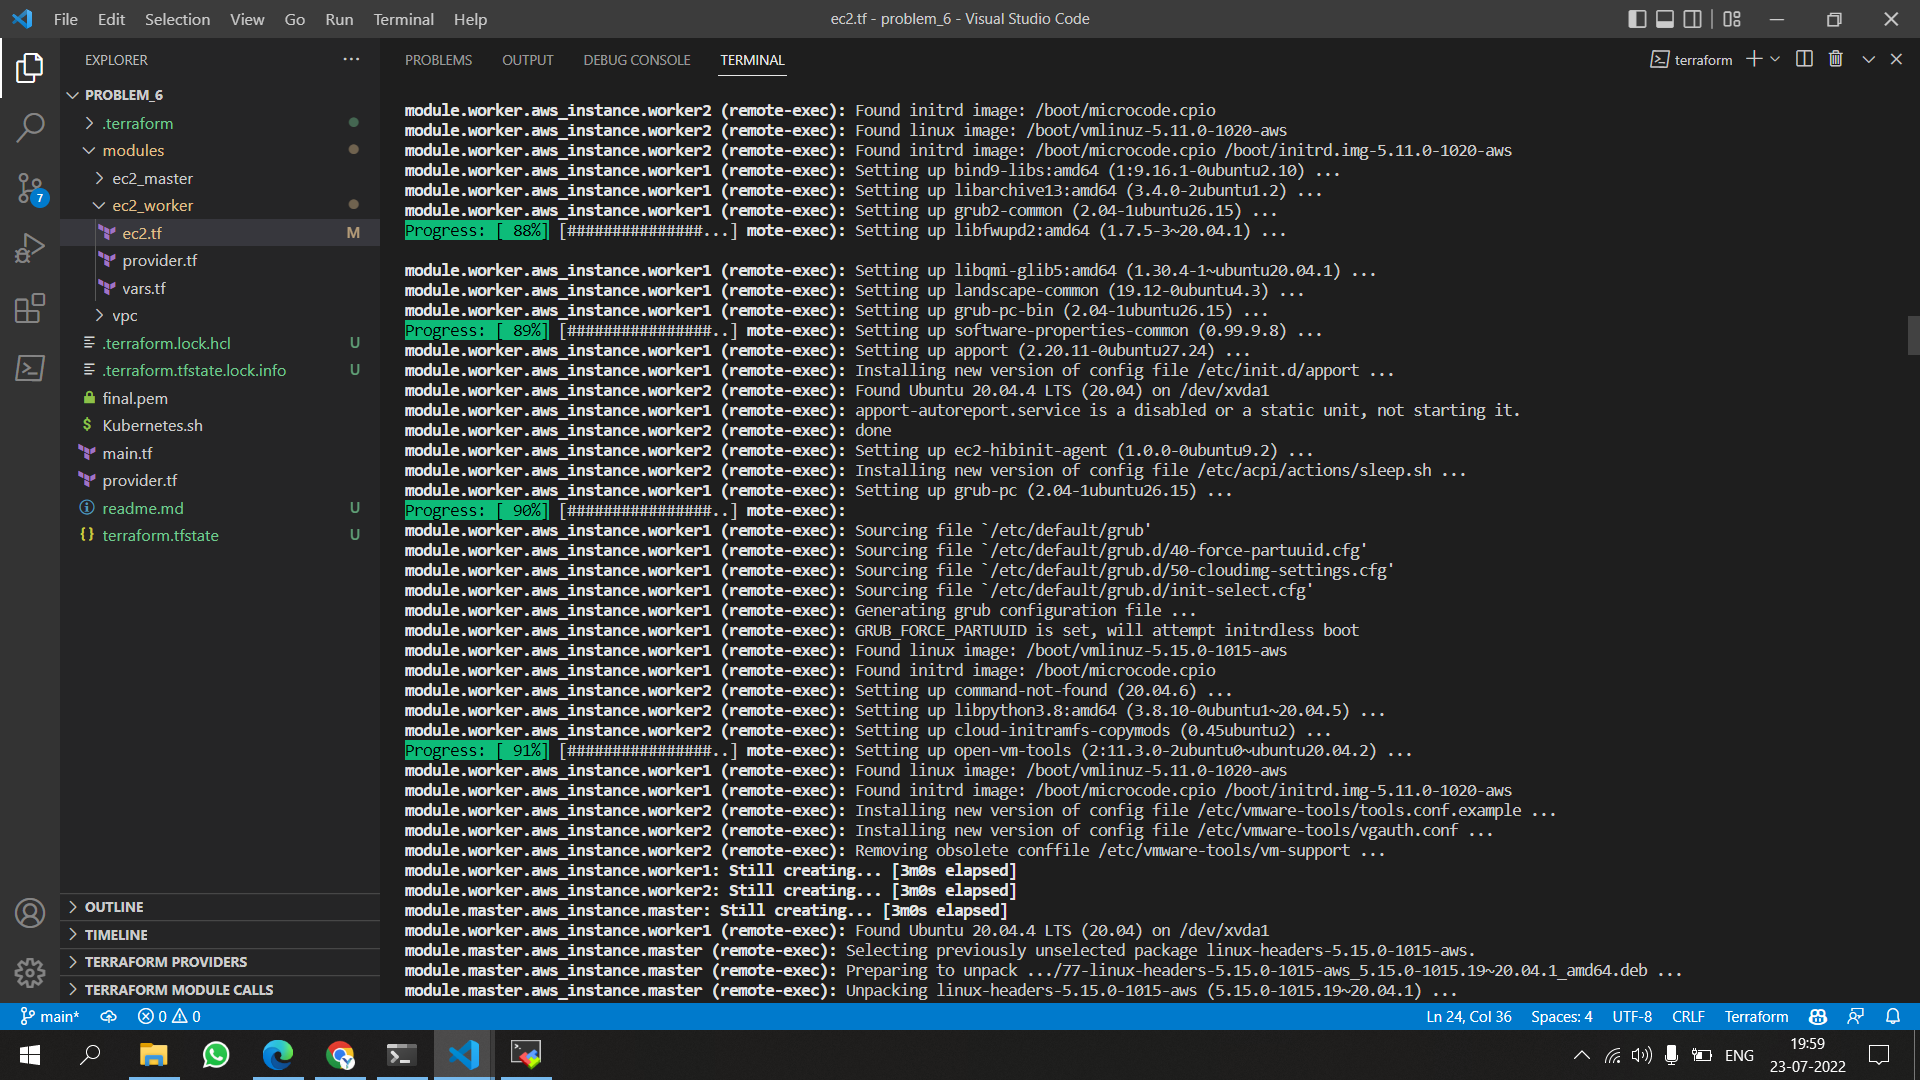 File Edit Selection View Go Run Terminal Help
ec2.tf - problem_6 - Visual Studio Code
EXPLORER
PROBLEM_6
.terraform
modules
ec2_master
ec2_worker
ec2.tf M
provider.tf
vars.tf
vpc
.terraform.lock.hcl U
.terraform.tfstate.lock.info U
final.pem
Kubernetes.sh
main.tf
provider.tf
readme.md U
terraform.tfstate U
OUTLINE
TIMELINE
TERRAFORM PROVIDERS
TERRAFORM MODULE CALLS
7
PROBLEMS OUTPUT DEBUG CONSOLE TERMINAL
terraform
module.worker.aws_instance.worker2 (remote-exec): Found initrd image: /boot/microcode.cpio
module.worker.aws_instance.worker2 (remote-exec): Found linux image: /boot/vmlinuz-5.11.0-1020-aws
module.worker.aws_instance.worker2 (remote-exec): Found initrd image: /boot/microcode.cpio /boot/initrd.img-5.11.0-1020-aws
module.worker.aws_instance.worker1 (remote-exec): Setting up bind9-libs:amd64 (1:9.16.1-0ubuntu2.10) ...
module.worker.aws_instance.worker1 (remote-exec): Setting up libarchive13:amd64 (3.4.0-2ubuntu1.2) ...
module.worker.aws_instance.worker1 (remote-exec): Setting up grub2-common (2.04-1ubuntu26.15) ...
Progress: [ 88%] [###############...] mote-exec): Setting up libfwupd2:amd64 (1.7.5-3~20.04.1) ...
module.worker.aws_instance.worker1 (remote-exec): Setting up libqmi-glib5:amd64 (1.30.4-1~ubuntu20.04.1) ...
module.worker.aws_instance.worker1 (remote-exec): Setting up landscape-common (19.12-0ubuntu4.3) ...
module.worker.aws_instance.worker1 (remote-exec): Setting up grub-pc-bin (2.04-1ubuntu26.15) ...
Progress: [ 89%] [################..] mote-exec): Setting up software-properties-common (0.99.9.8) ...
module.worker.aws_instance.worker1 (remote-exec): Setting up apport (2.20.11-0ubuntu27.24) ...
module.worker.aws_instance.worker1 (remote-exec): Installing new version of config file /etc/init.d/apport ...
module.worker.aws_instance.worker2 (remote-exec): Found Ubuntu 20.04.4 LTS (20.04) on /dev/xvda1
module.worker.aws_instance.worker1 (remote-exec): apport-autoreport.service is a disabled or a static unit, not starting it.
module.worker.aws_instance.worker2 (remote-exec): done
module.worker.aws_instance.worker2 (remote-exec): Setting up ec2-hibinit-agent (1.0.0-0ubuntu9.2) ...
module.worker.aws_instance.worker2 (remote-exec): Installing new version of config file /etc/acpi/actions/sleep.sh ...
module.worker.aws_instance.worker1 (remote-exec): Setting up grub-pc (2.04-1ubuntu26.15) ...
Progress: [ 90%] [################..] mote-exec):
module.worker.aws_instance.worker1 (remote-exec): Sourcing file `/etc/default/grub'
module.worker.aws_instance.worker1 (remote-exec): Sourcing file `/etc/default/grub.d/40-force-partuuid.cfg'
module.worker.aws_instance.worker1 (remote-exec): Sourcing file `/etc/default/grub.d/50-cloudimg-settings.cfg'
module.worker.aws_instance.worker1 (remote-exec): Sourcing file `/etc/default/grub.d/init-select.cfg'
module.worker.aws_instance.worker1 (remote-exec): Generating grub configuration file ...
module.worker.aws_instance.worker1 (remote-exec): GRUB_FORCE_PARTUUID is set, will attempt initrdless boot
module.worker.aws_instance.worker1 (remote-exec): Found linux image: /boot/vmlinuz-5.15.0-1015-aws
module.worker.aws_instance.worker1 (remote-exec): Found initrd image: /boot/microcode.cpio
module.worker.aws_instance.worker2 (remote-exec): Setting up command-not-found (20.04.6) ...
module.worker.aws_instance.worker2 (remote-exec): Setting up libpython3.8:amd64 (3.8.10-0ubuntu1~20.04.5) ...
module.worker.aws_instance.worker2 (remote-exec): Setting up cloud-initramfs-copymods (0.45ubuntu2) ...
Progress: [ 91%] [################..] mote-exec): Setting up open-vm-tools (2:11.3.0-2ubuntu0~ubuntu20.04.2) ...
module.worker.aws_instance.worker1 (remote-exec): Found linux image: /boot/vmlinuz-5.11.0-1020-aws
module.worker.aws_instance.worker1 (remote-exec): Found initrd image: /boot/microcode.cpio /boot/initrd.img-5.11.0-1020-aws
module.worker.aws_instance.worker2 (remote-exec): Installing new version of config file /etc/vmware-tools/tools.conf.example ...
module.worker.aws_instance.worker2 (remote-exec): Installing new version of config file /etc/vmware-tools/vgauth.conf ...
module.worker.aws_instance.worker2 (remote-exec): Removing obsolete conffile /etc/vmware-tools/vm-support ...
module.worker.aws_instance.worker1: Still creating... [3m0s elapsed]
module.worker.aws_instance.worker2: Still creating... [3m0s elapsed]
module.master.aws_instance.master: Still creating... [3m0s elapsed]
module.worker.aws_instance.worker1 (remote-exec): Found Ubuntu 20.04.4 LTS (20.04) on /dev/xvda1
module.master.aws_instance.master (remote-exec): Selecting previously unselected package linux-headers-5.15.0-1015-aws.
module.master.aws_instance.master (remote-exec): Preparing to unpack .../77-linux-headers-5.15.0-1015-aws_5.15.0-1015.19~20.04.1_amd64.deb ...
module.master.aws_instance.master (remote-exec): Unpacking linux-headers-5.15.0-1015-aws (5.15.0-1015.19~20.04.1) ...
main* 0 0
Ln 24, Col 36 Spaces: 4 UTF-8 CRLF Terraform
ENG
19:59
23-07-2022